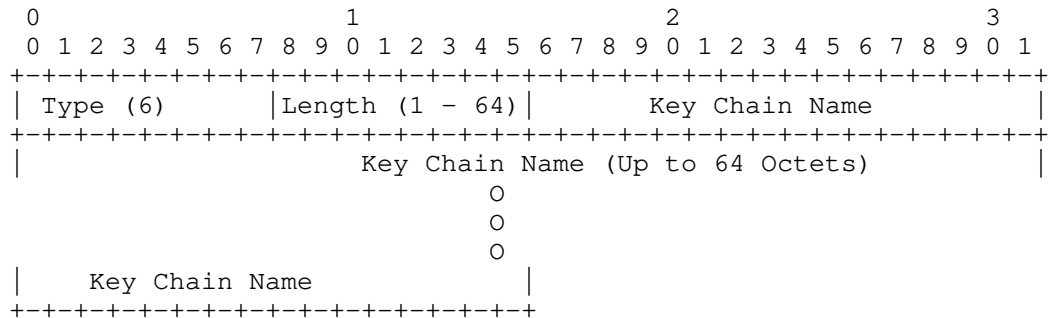 0                   1                   2                   3
 0 1 2 3 4 5 6 7 8 9 0 1 2 3 4 5 6 7 8 9 0 1 2 3 4 5 6 7 8 9 0 1
+-+-+-+-+-+-+-+-+-+-+-+-+-+-+-+-+-+-+-+-+-+-+-+-+-+-+-+-+-+-+-+-+
| Type (6)      |Length (1 - 64)|       Key Chain Name          |
+-+-+-+-+-+-+-+-+-+-+-+-+-+-+-+-+-+-+-+-+-+-+-+-+-+-+-+-+-+-+-+-+
|                     Key Chain Name (Up to 64 Octets)          |
                              O
                              O
                              O
|    Key Chain Name             |
+-+-+-+-+-+-+-+-+-+-+-+-+-+-+-+-+